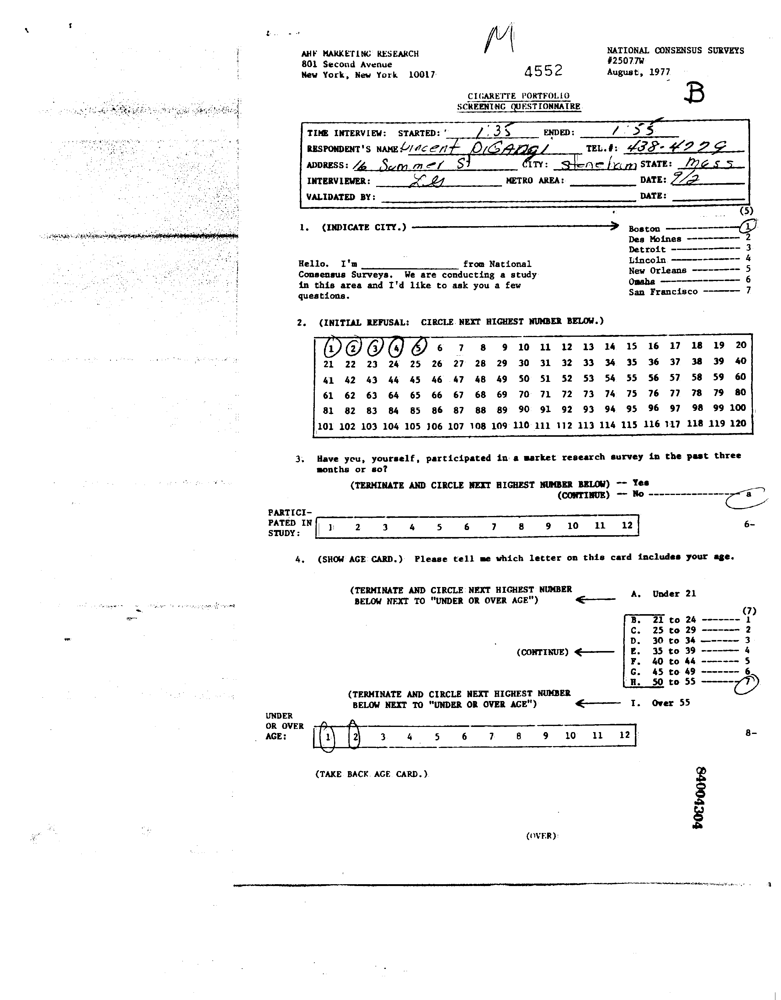 M
AHF MARKETING RESEARCH
801 Second Avenue
New York, New York 10017
4552
NATIONAL CONSENSUS SURVEYS
#25077W
August, 1977
B
CIGARETTE PORTFOLIO
SCREENING QUESTIONNAIRE
TIME INTERVIEW: STARTED: 1:35 ENDED: 1:55
RESPONDENT'S NAME: Vincent DiGANGI TEL.#: 438-4229
ADDRESS: 16 Summer St CITY: Stoneham STATE: Mass
INTERVIEWER: METRO AREA: DATE: 9/2
VALIDATED BY: DATE:
(5)
1. (INDICATE CITY.)
Boston 1
Des Moines 2
Detroit 3
Lincoln 4
New Orleans 5
Omaha 6
San Francisco 7
Hello. I'm from National
Consensus Surveys. We are conducting a study
in this area and I'd like to ask you a few
questions.
2. (INITIAL REFUSAL: CIRCLE NEXT HIGHEST NUMBER BELOW.)
1 2 3 4 5 6 7 8 9 10 11 12 13 14 15 16 17 18 19 20
21 22 23 24 25 26 27 28 29 30 31 32 33 34 35 36 37 38 39 40
41 42 43 44 45 46 47 48 49 50 51 52 53 54 55 56 57 58 59 60
61 62 63 64 65 66 67 68 69 70 71 72 73 74 75 76 77 78 79 80
81 82 83 84 85 86 87 88 89 90 91 92 93 94 95 96 97 98 99 100
101 102 103 104 105 106 107 108 109 110 111 112 113 114 115 116 117 118 119 120
3. Have you, yourself, participated in a market research survey in the past three
months or so?
(TERMINATE AND CIRCLE NEXT HIGHEST NUMBER BELOW) -- Yes
(CONTINUE) -- No a
PARTICI-
PATED IN
STUDY:
1 2 3 4 5 6 7 8 9 10 11 12
6-
4. (SHOW AGE CARD.) Please tell me which letter on this card includes your age.
(TERMINATE AND CIRCLE NEXT HIGHEST NUMBER
BELOW NEXT TO "UNDER OR OVER AGE")
A. Under 21
(7)
B. 21 to 24 1
C. 25 to 29 2
D. 30 to 34 3
(CONTINUE)
E. 35 to 39 4
F. 40 to 44 5
G. 45 to 49 6
H. 50 to 55 7
(TERMINATE AND CIRCLE NEXT HIGHEST NUMBER
BELOW NEXT TO "UNDER OR OVER AGE")
I. Over 55
UNDER
OR OVER
AGE:
1 2 3 4 5 6 7 8 9 10 11 12
8-
(TAKE BACK AGE CARD.)
84004304
(OVER)